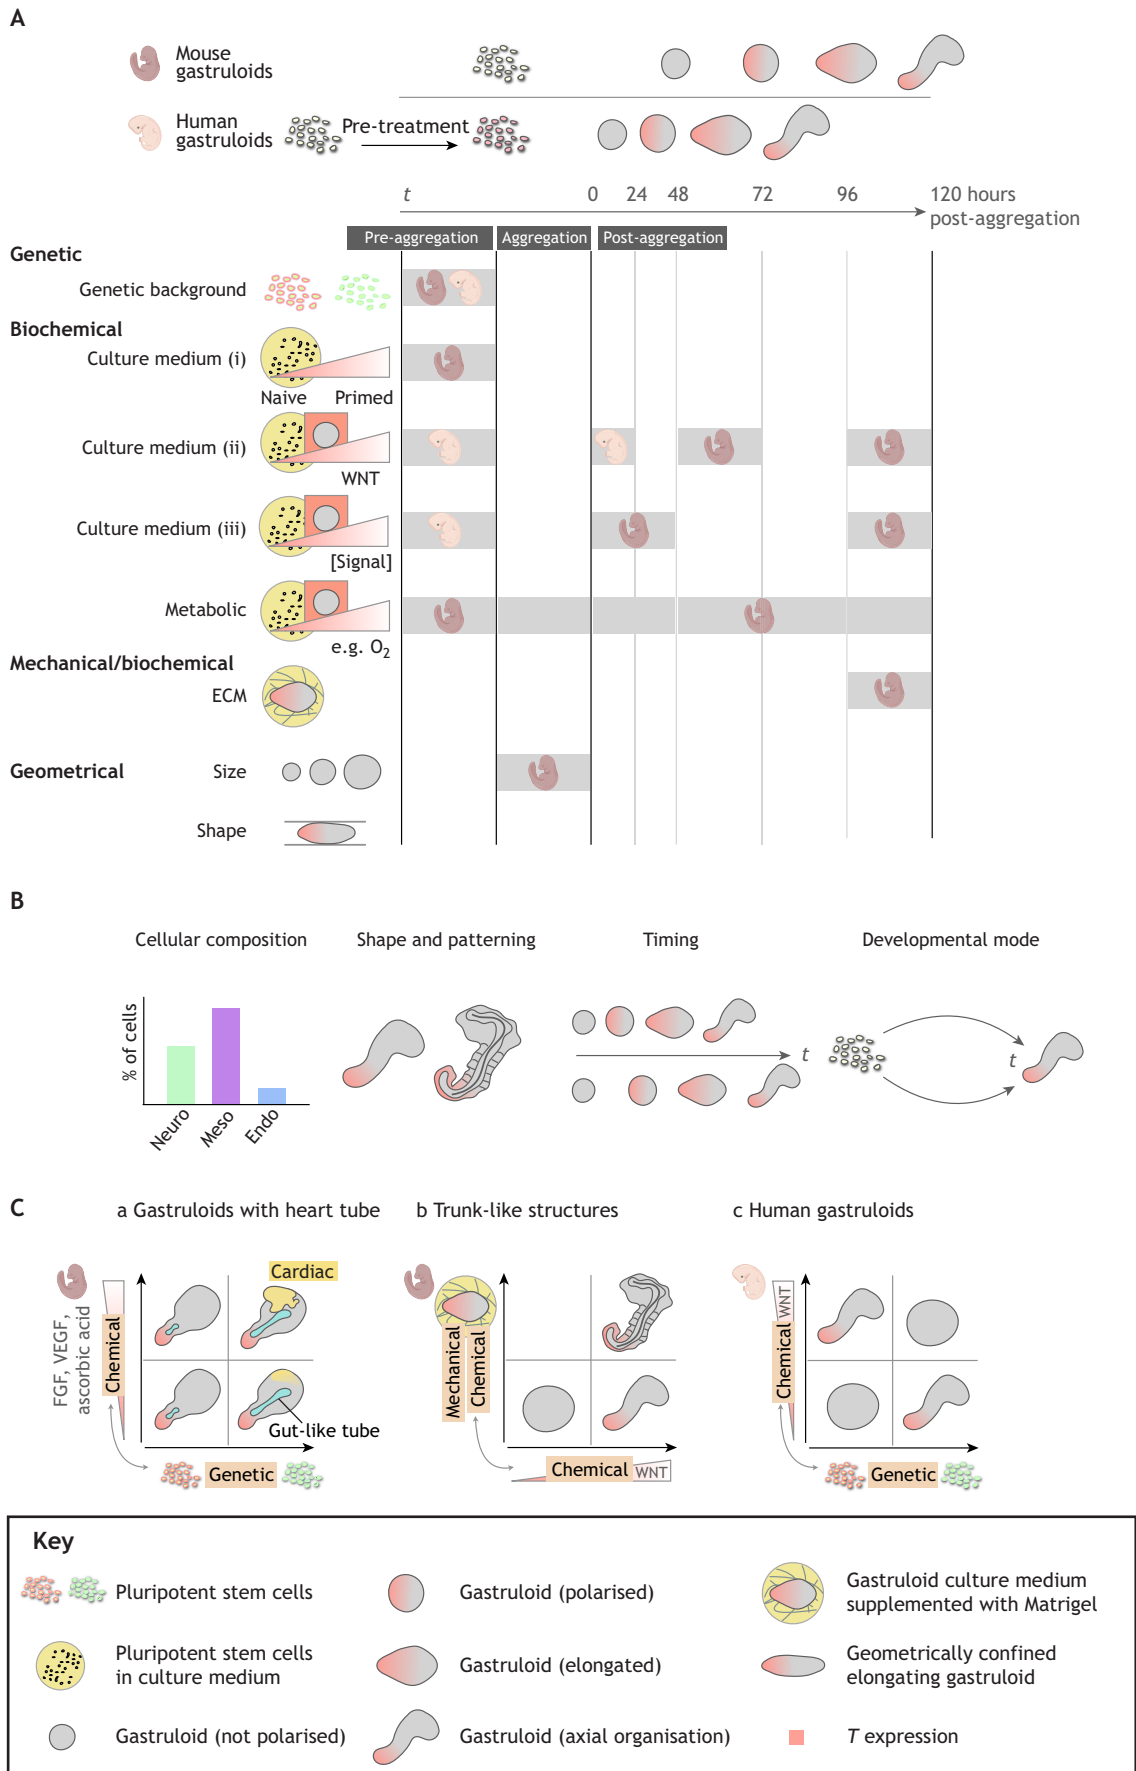 A
Mouse
gastruloids
Human
gastruloids
Pre-treatment
t
0
24
48
72
96
120 hours
post-aggregation
Pre-aggregation
Aggregation
Post-aggregation
Genetic
Genetic background
Biochemical
Culture medium (i)
Naive
Primed
Culture medium (ii)
WNT
Culture medium (iii)
[Signal]
Metabolic
e.g. O2
Mechanical/biochemical
ECM
Geometrical
Size
Shape
B
Cellular composition
Shape and patterning
Timing
Developmental mode
% of cells
Neuro
Meso
Endo
t
t
C
a Gastruloids with heart tube
b Trunk-like structures
c Human gastruloids
FGF, VEGF,
ascorbic acid
Chemical
Cardiac
Gut-like tube
Genetic
Mechanical
Chemical
Chemical
WNT
WNT
Chemical
Genetic
Key
Pluripotent stem cells
Gastruloid (polarised)
Gastruloid culture medium
supplemented with Matrigel
Pluripotent stem cells
in culture medium
Gastruloid (elongated)
Geometrically confined
elongating gastruloid
Gastruloid (not polarised)
Gastruloid (axial organisation)
T expression